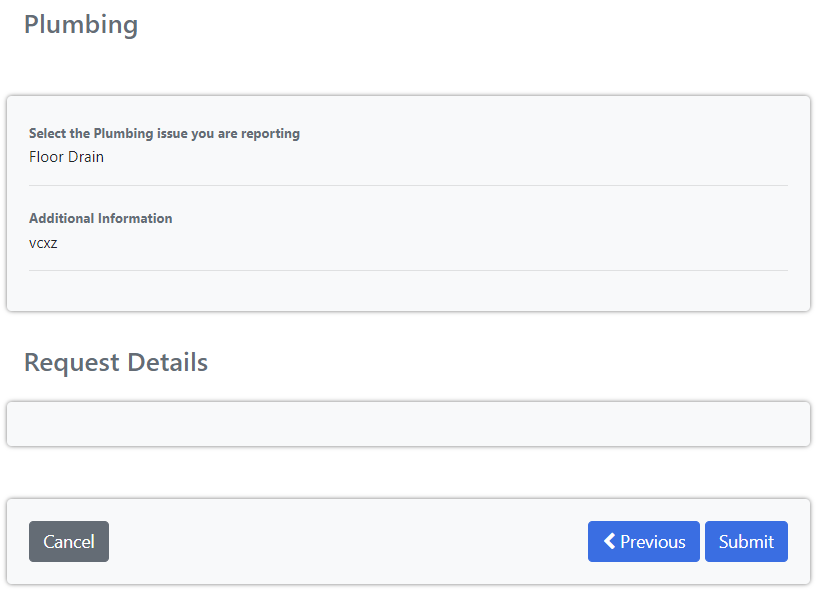 Plumbing
Select the Plumbing issue you are reporting
Floor Drain
Additional Information
vcxz
Request Details
Cancel
Previous
Submit